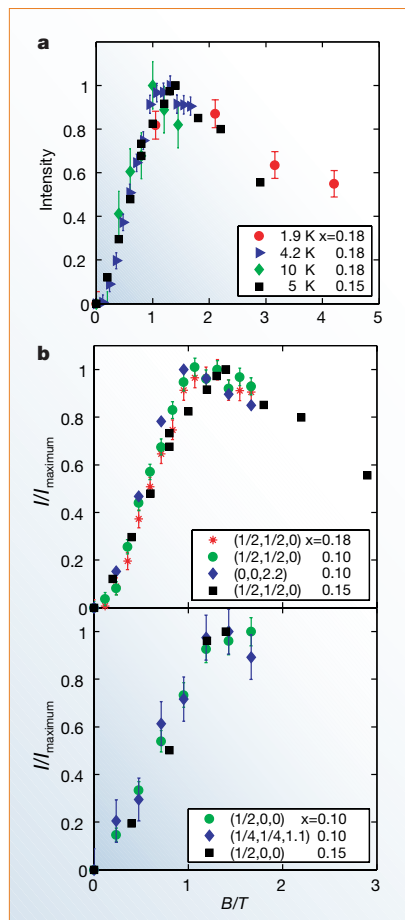 a
1
0.8
0.6
0.4
0.2
0
Intensity
1.9 K x=0.18
4.2 K 0.18
10 K 0.18
5 K 0.15
0 1 2 3 4 5
b
1
0.8
0.6
0.4
0.2
0
I/Imaximum
(1/2,1/2,0) x=0.18
(1/2,1/2,0) 0.10
(0,0,2.2) 0.10
(1/2,1/2,0) 0.15
1
0.8
0.6
0.4
0.2
0
I/Imaximum
(1/2,0,0) x=0.10
(1/4,1/4,1.1) 0.10
(1/2,0,0) 0.15
0 1 2 3
B/T